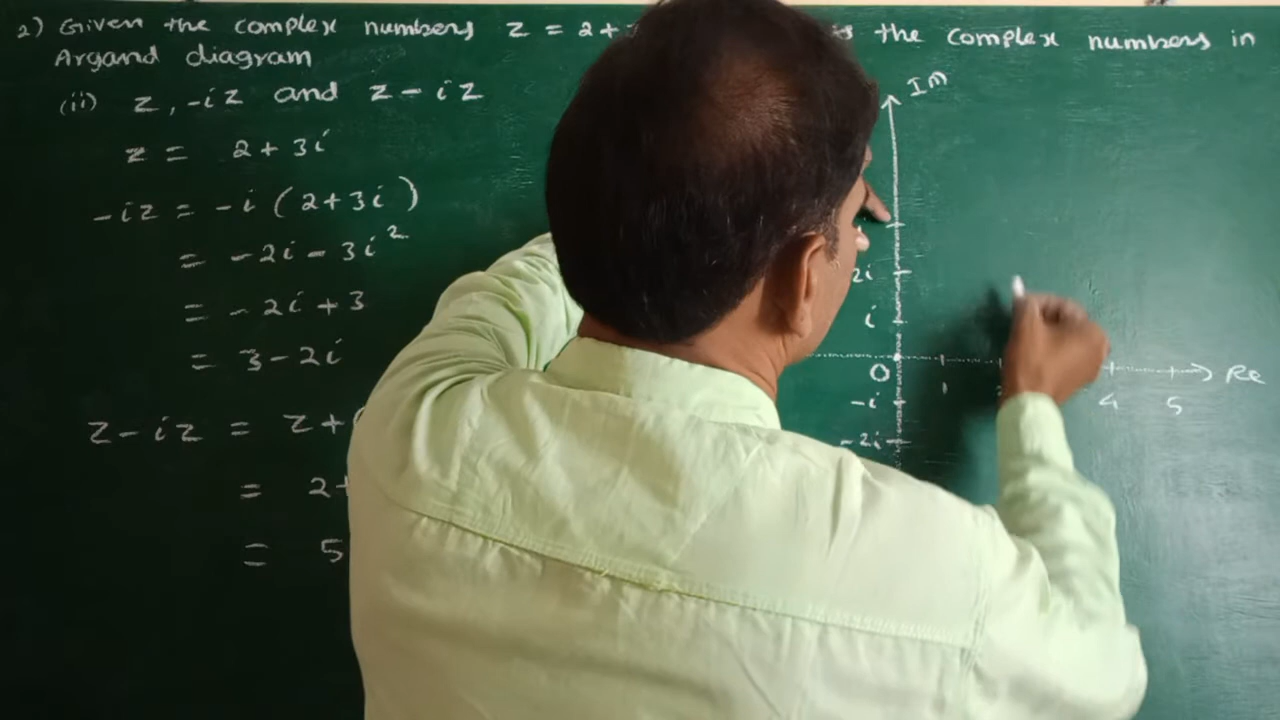 2) Given the complex numbers z = 2+ the complex numbers in
Argand diagram
(ii) z, -iz and z - iz
z = 2 + 3i
-iz = -i (2+3i)
= -2i - 3i²
= -2i + 3
= 3 - 2i
z - iz = z+
= 2+
= 5
Im
2i
i
O 1 4 5 Re
-i
-2i